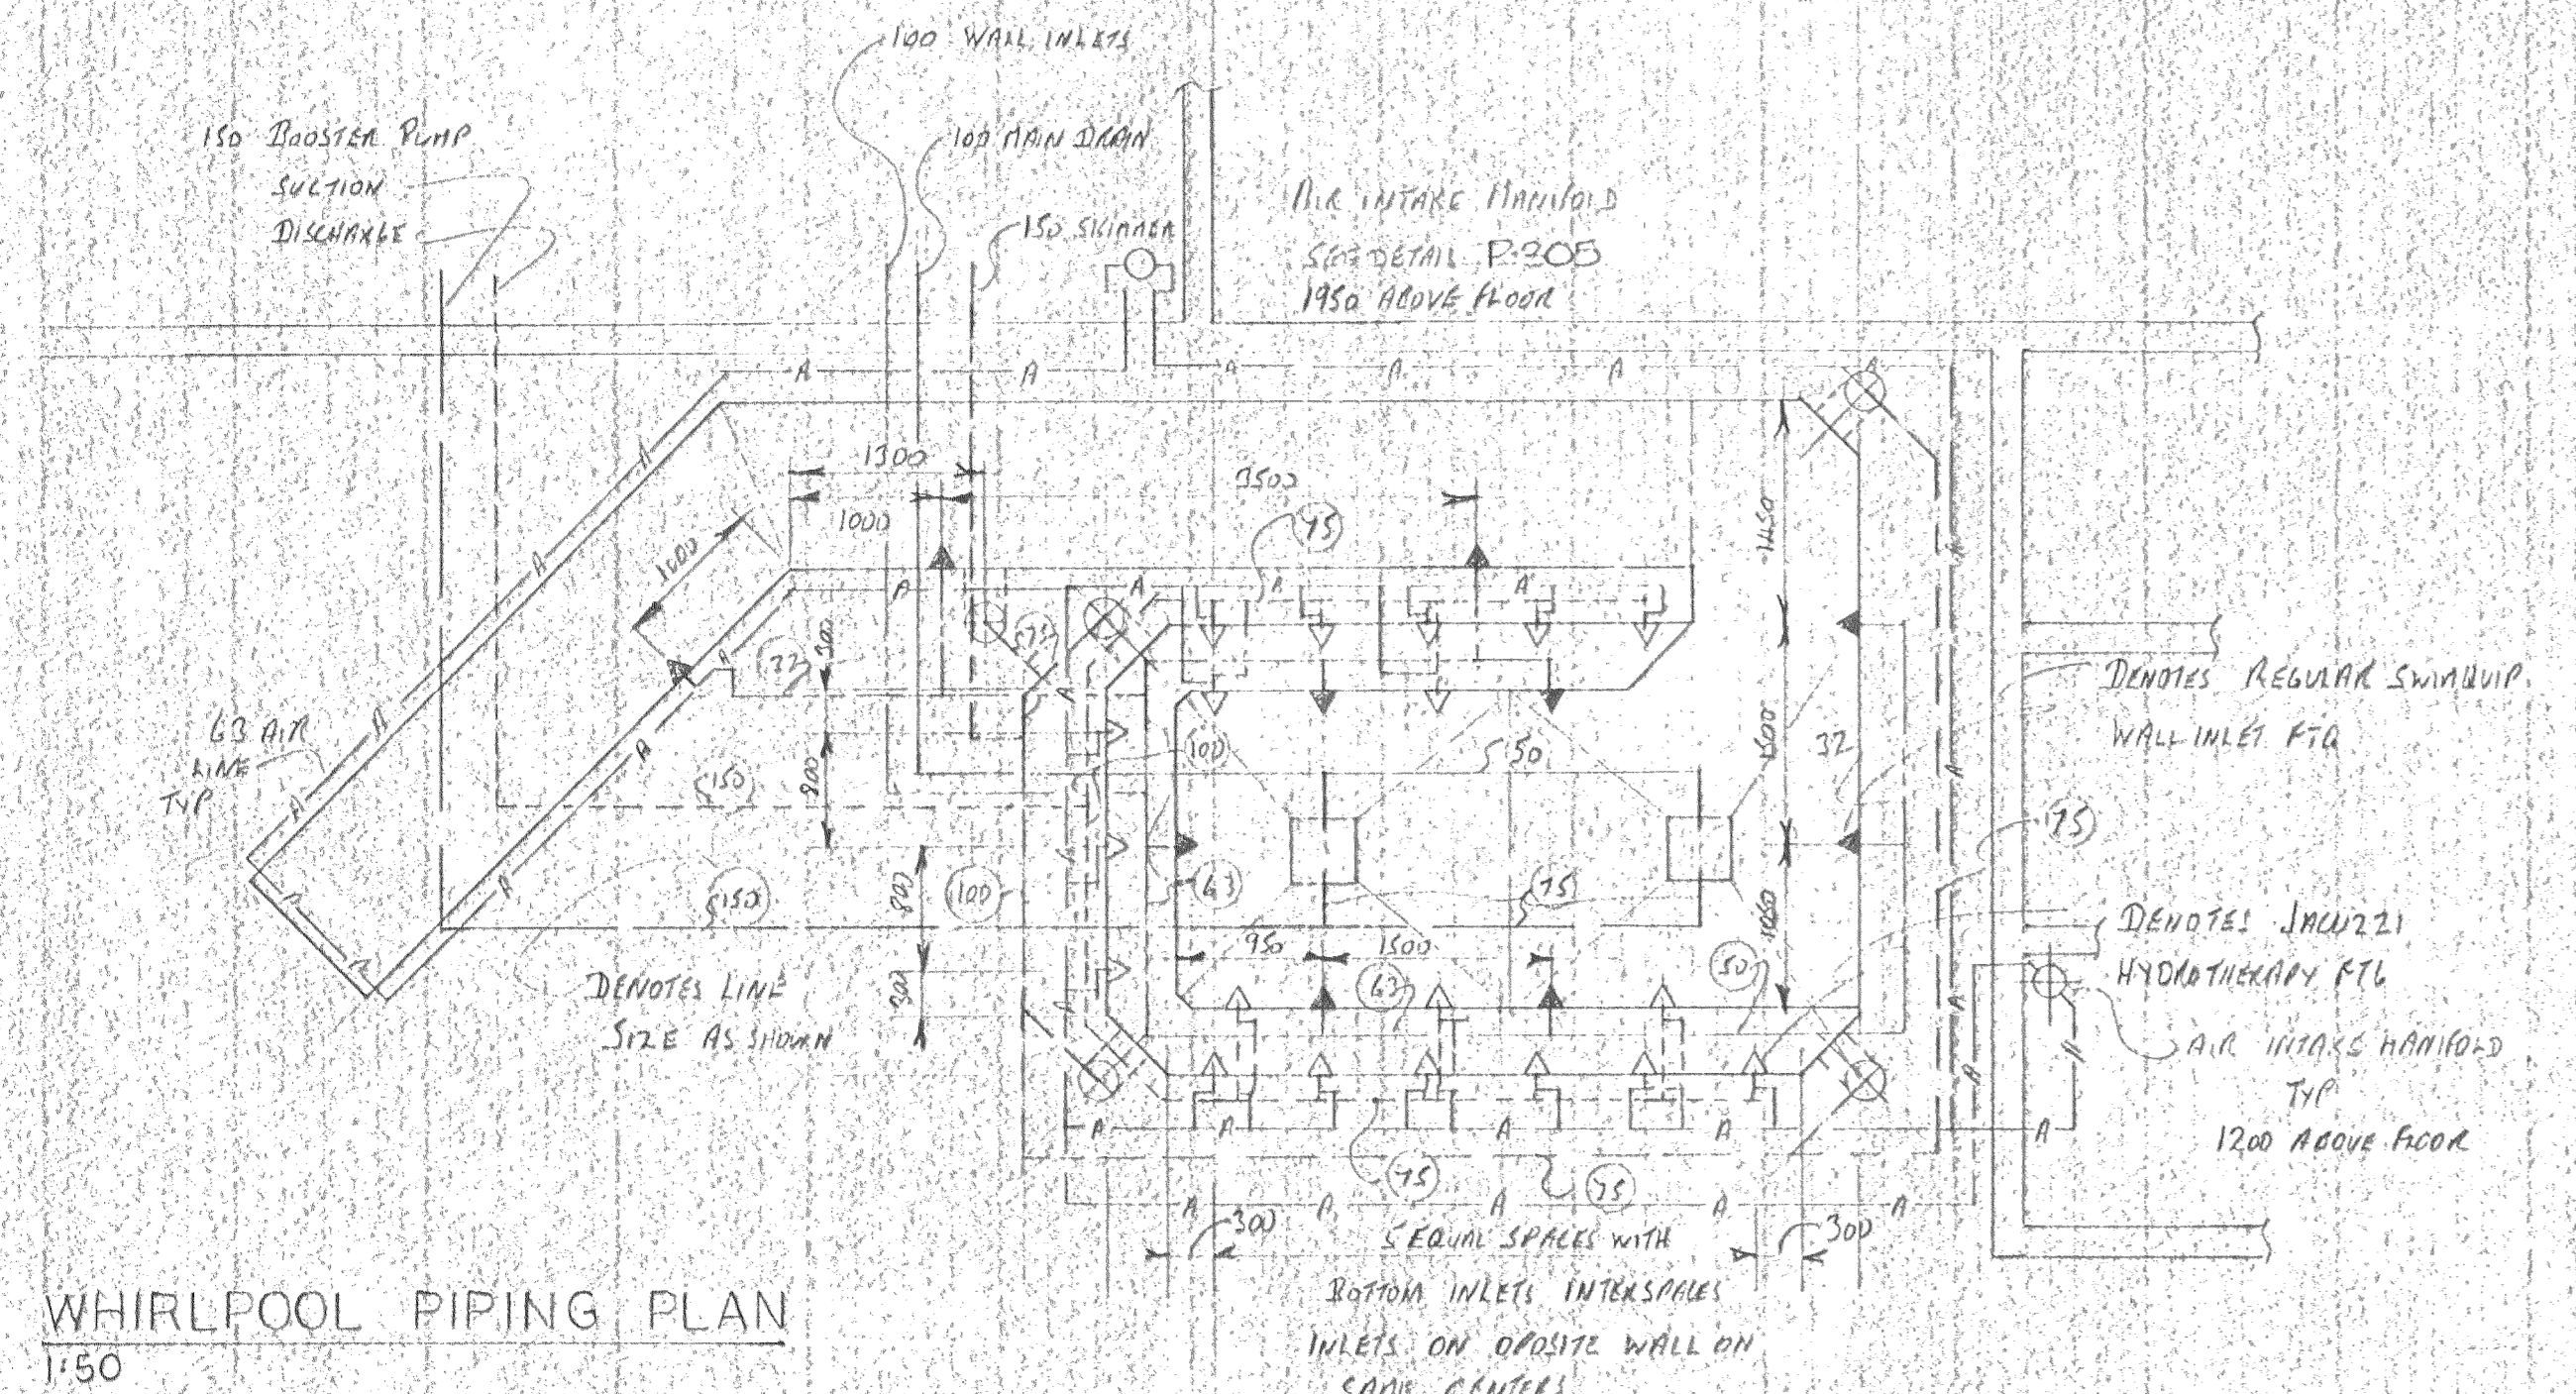 100 WALL INLETS
150 BOOSTER PUMP
SUCTION
DISCHARGE
100 MAIN DRAIN
150 SKIMMER
AIR INTAKE MANIFOLD
SEE DETAIL P-305
1950 ABOVE FLOOR
A A A A A
A
1300
3500
1000
75
1450
1000
A
A
A
A
A
A
32
300
75
A
63 AIR
LINE
TYP
A
A
A
150
800
100
50
1500
32
A
A
DENOTES REGULAR SWIMQUIP
WALL INLET FTG
75
150
100
800
63
75
950
1500
1050
50
63
300
DENOTES LINE
SIZE AS SHOWN
DENOTES JACUZZI
HYDROTHERAPY FTG
AIR INTAKE MANIFOLD
TYP
1200 ABOVE FLOOR
A A A A A
75
75
A A A A A
300
300
5 EQUAL SPACES WITH
BOTTOM INLETS INTERSPACES
INLETS ON OPOSITE WALL ON
SAME CENTERS
WHIRLPOOL PIPING PLAN
1:50